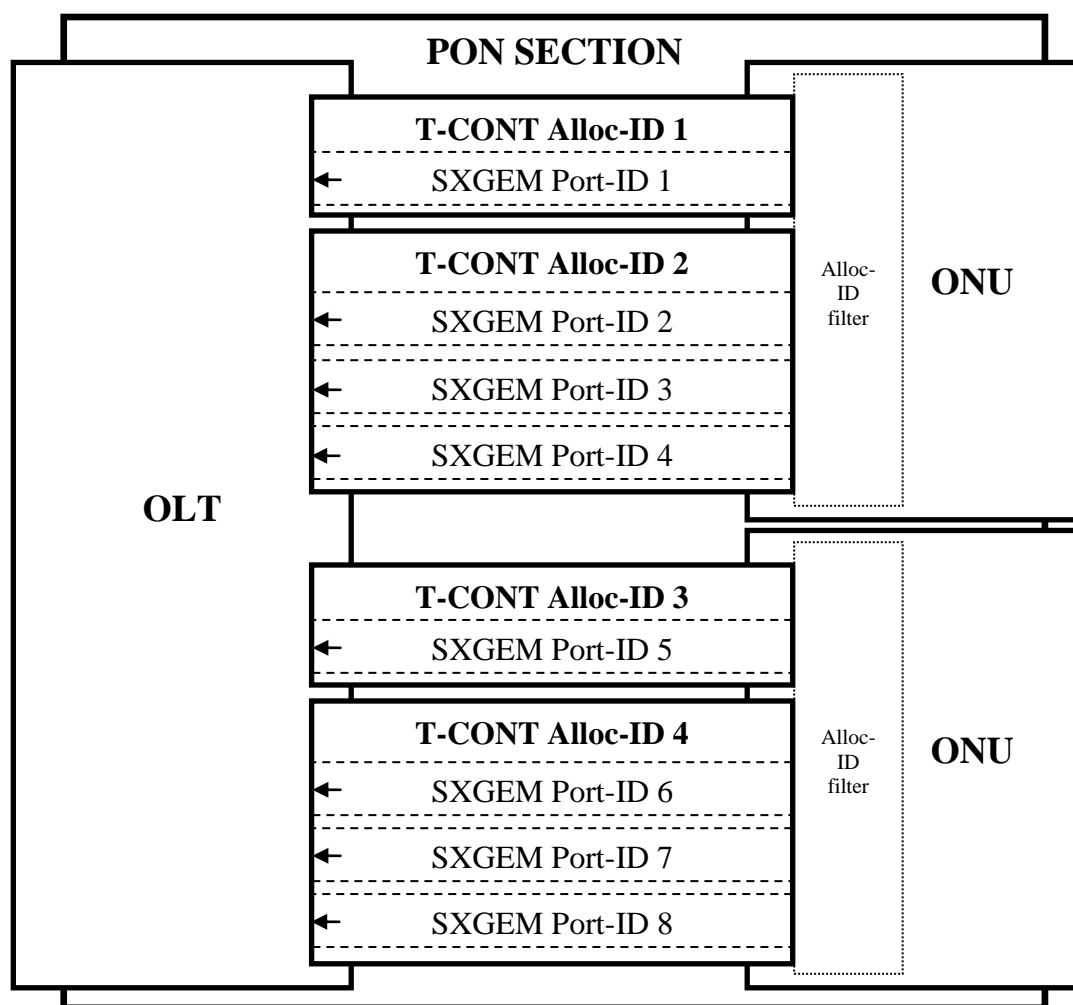 PON SECTION
T-CONT Alloc-ID 1
SXGEM Port-ID 1
T-CONT Alloc-ID 2
SXGEM Port-ID 2
SXGEM Port-ID 3
SXGEM Port-ID 4
Alloc-
ID
filter
ONU
OLT
T-CONT Alloc-ID 3
SXGEM Port-ID 5
T-CONT Alloc-ID 4
SXGEM Port-ID 6
SXGEM Port-ID 7
SXGEM Port-ID 8
Alloc-
ID
filter
ONU